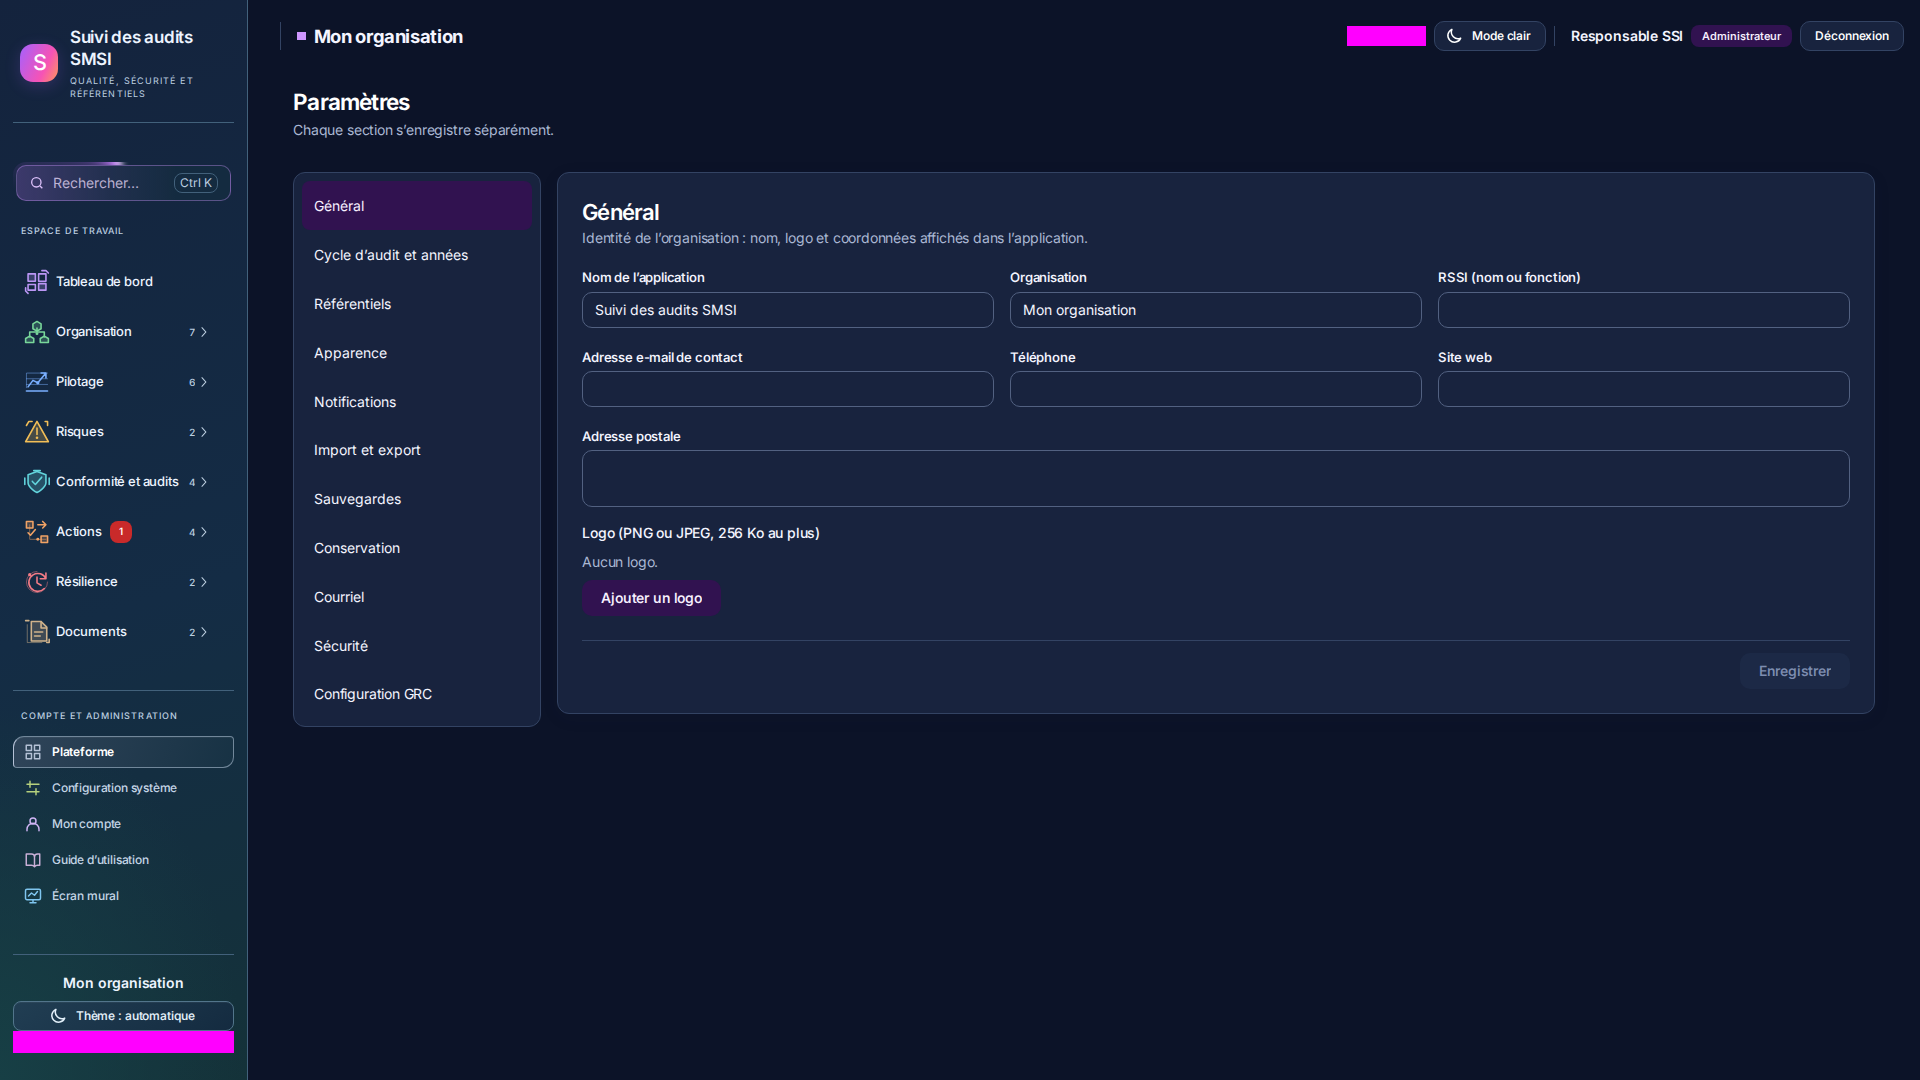 S
Suivi des audits
SMSI
QUALITÉ, SÉCURITÉ ET
RÉFÉRENTIELS
Rechercher...
Ctrl K
ESPACE DE TRAVAIL
Tableau de bord
Organisation 7
Pilotage 6
Risques 2
Conformité et audits 4
Actions 1 4
Résilience 2
Documents 2
COMPTE ET ADMINISTRATION
Plateforme
Configuration système
Mon compte
Guide d’utilisation
Écran mural
Mon organisation
Thème : automatique
Mon organisation
Mode clair
Responsable SSI
Administrateur
Déconnexion
Paramètres
Chaque section s’enregistre séparément.
Général
Cycle d’audit et années
Référentiels
Apparence
Notifications
Import et export
Sauvegardes
Conservation
Courriel
Sécurité
Configuration GRC
Général
Identité de l’organisation : nom, logo et coordonnées affichés dans l’application.
Nom de l’application
Suivi des audits SMSI
Organisation
Mon organisation
RSSI (nom ou fonction)
Adresse e-mail de contact
Téléphone
Site web
Adresse postale
Logo (PNG ou JPEG, 256 Ko au plus)
Aucun logo.
Ajouter un logo
Enregistrer